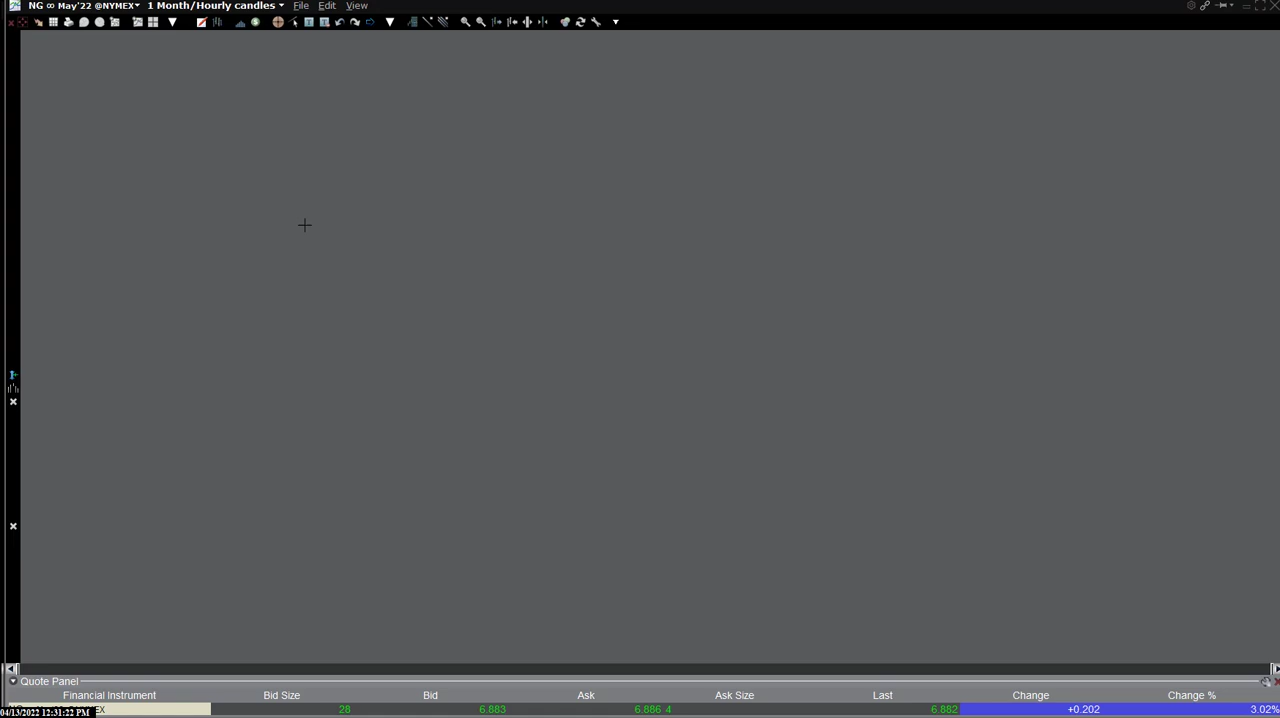 NG ∞ May'22 @NYMEX 1 Month/Hourly candles File Edit View
Quote Panel
Financial Instrument Bid Size Bid Ask Ask Size Last Change Change %
28 6.883 6.886 4 6.882 +0.202 3.02%
04/13/2022 12:31:22 PM